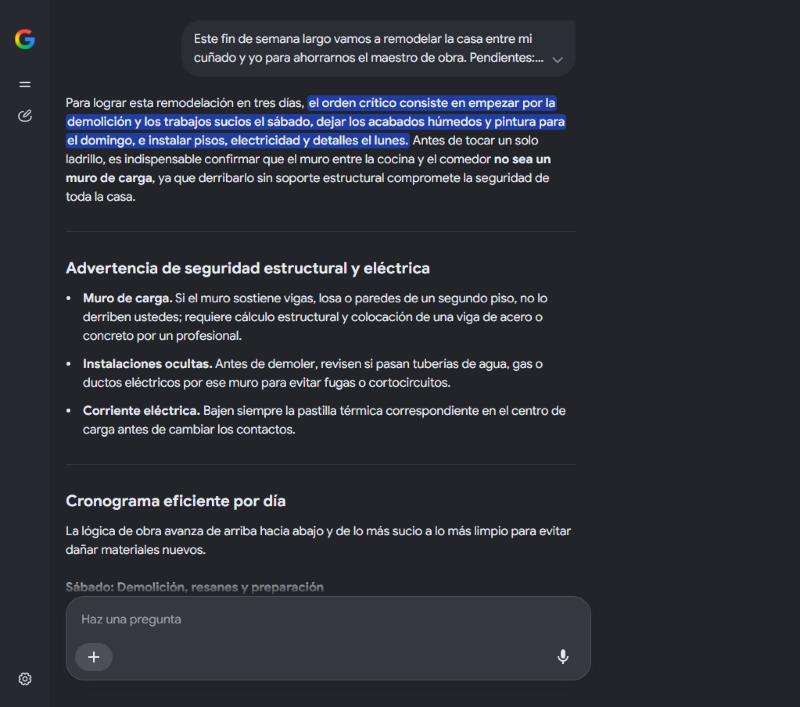 Este fin de semana largo vamos a remodelar la casa entre mi
cuñado y yo para ahorrarnos el maestro de obra. Pendientes:...
Para lograr esta remodelación en tres días, el orden crítico consiste en empezar por la
demolición y los trabajos sucios el sábado, dejar los acabados húmedos y pintura para
el domingo, e instalar pisos, electricidad y detalles el lunes. Antes de tocar un solo
ladrillo, es indispensable confirmar que el muro entre la cocina y el comedor no sea un
muro de carga, ya que derribarlo sin soporte estructural compromete la seguridad de
toda la casa.
Advertencia de seguridad estructural y eléctrica
• Muro de carga. Si el muro sostiene vigas, losa o paredes de un segundo piso, no lo
derriben ustedes; requiere cálculo estructural y colocación de una viga de acero o
concreto por un profesional.
• Instalaciones ocultas. Antes de demoler, revisen si pasan tuberías de agua, gas o
ductos eléctricos por ese muro para evitar fugas o cortocircuitos.
• Corriente eléctrica. Bajen siempre la pastilla térmica correspondiente en el centro de
carga antes de cambiar los contactos.
Cronograma eficiente por día
La lógica de obra avanza de arriba hacia abajo y de lo más sucio a lo más limpio para evitar
dañar materiales nuevos.
Sábado: Demolición, resanes y preparación
Haz una pregunta